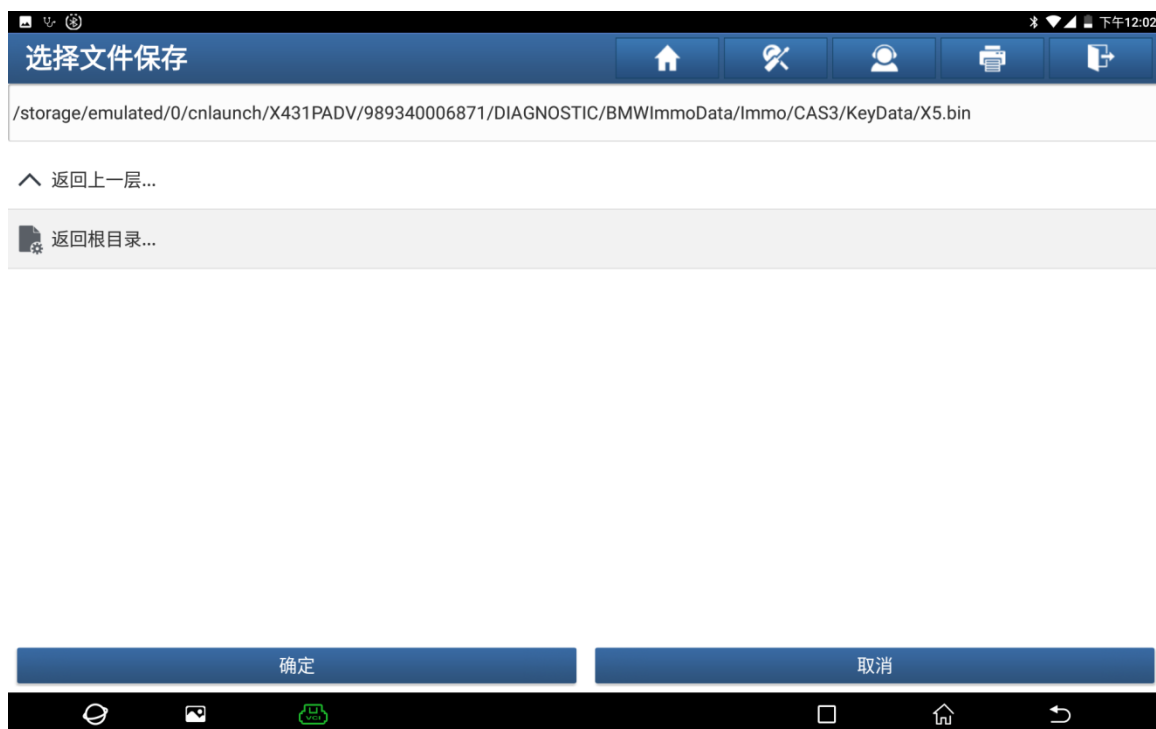 下午12:02
选择文件保存
/storage/emulated/0/cnlaunch/X431PADV/989340006871/DIAGNOSTIC/BMWImmoData/Immo/CAS3/KeyData/X5.bin
返回上一层...
返回根目录...
确定
取消
VCI